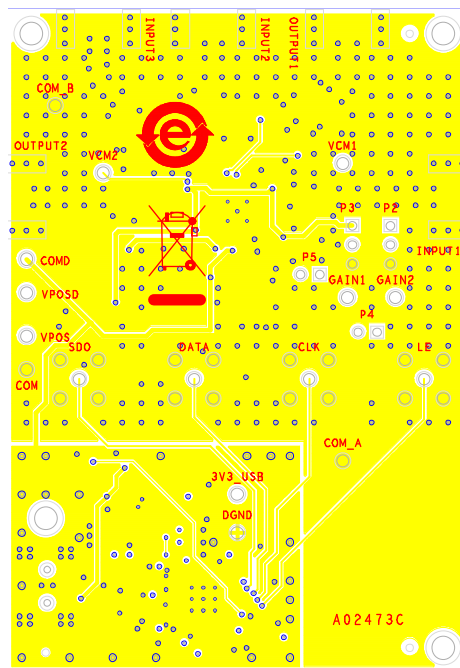 INPUT3
INPUT2
OUTPUT1
COM_B
OUTPUT2
VCM2
VCM1
e
P3
P2
INPUT1
COMD
P5
GAIN1
GAIN2
VPOSD
P4
VPOS
SDO
DATA
CLK
LE
COM
COM_A
3V3_USB
DGND
A02473C